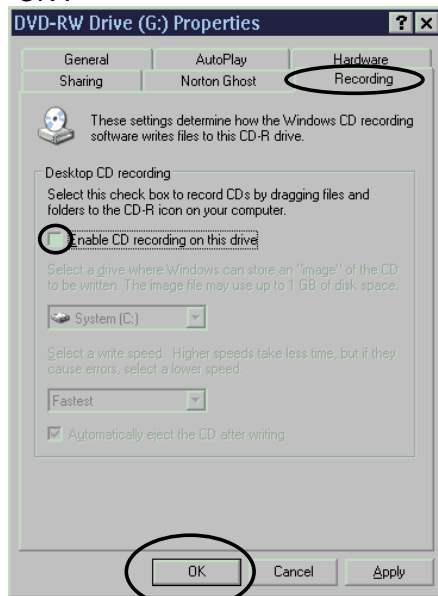 DVD-RW Drive (G:) Properties
General AutoPlay Hardware
Sharing Norton Ghost Recording
These settings determine how the Windows CD recording
software writes files to this CD-R drive.
Desktop CD recording
Select this check box to record CDs by dragging files and
folders to the CD-R icon on your computer.
Enable CD recording on this drive
Select a drive where Windows can store an "image" of the CD
to be written. The image file may use up to 1 GB of disk space.
System (C:)
Select a write speed. Higher speeds take less time, but if they
cause errors, select a lower speed.
Fastest
Automatically eject the CD after writing
OK Cancel Apply